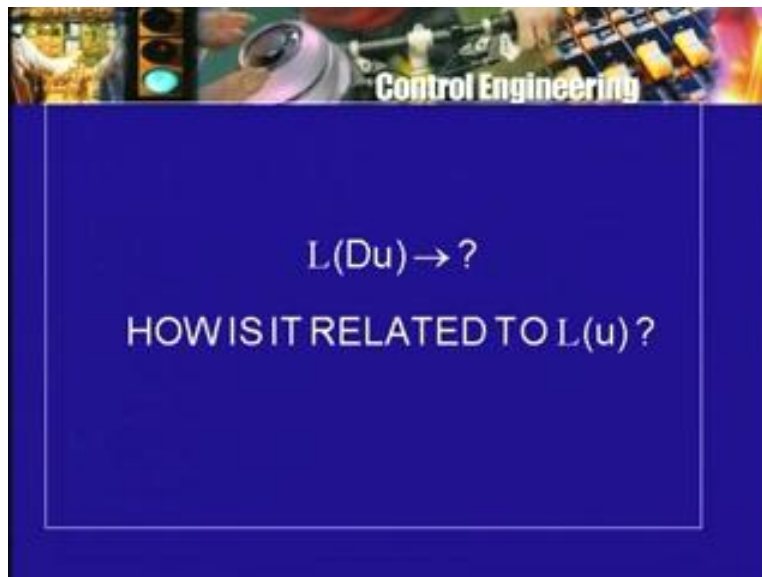 Control Engineering
L(Du) → ?
HOW IS IT RELATED TO L(u) ?